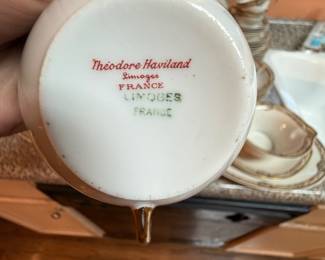 Théodore Haviland
Limoges
FRANCE
LIMOGES
FRANCE